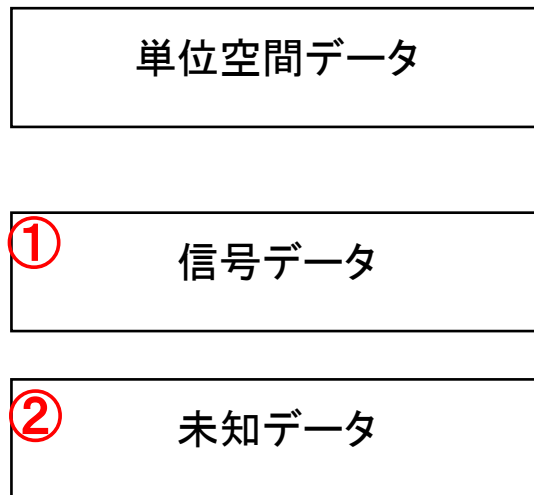 単位空間データ
①
信号データ
②
未知データ